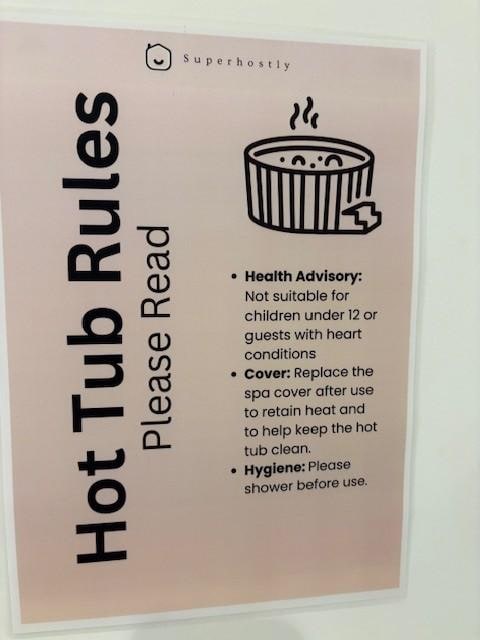 Superhostly
Hot Tub Rules
Please Read
• Health Advisory:
Not suitable for
children under 12 or
guests with heart
conditions
• Cover: Replace the
spa cover after use
to retain heat and
to help keep the hot
tub clean.
• Hygiene: Please
shower before use.